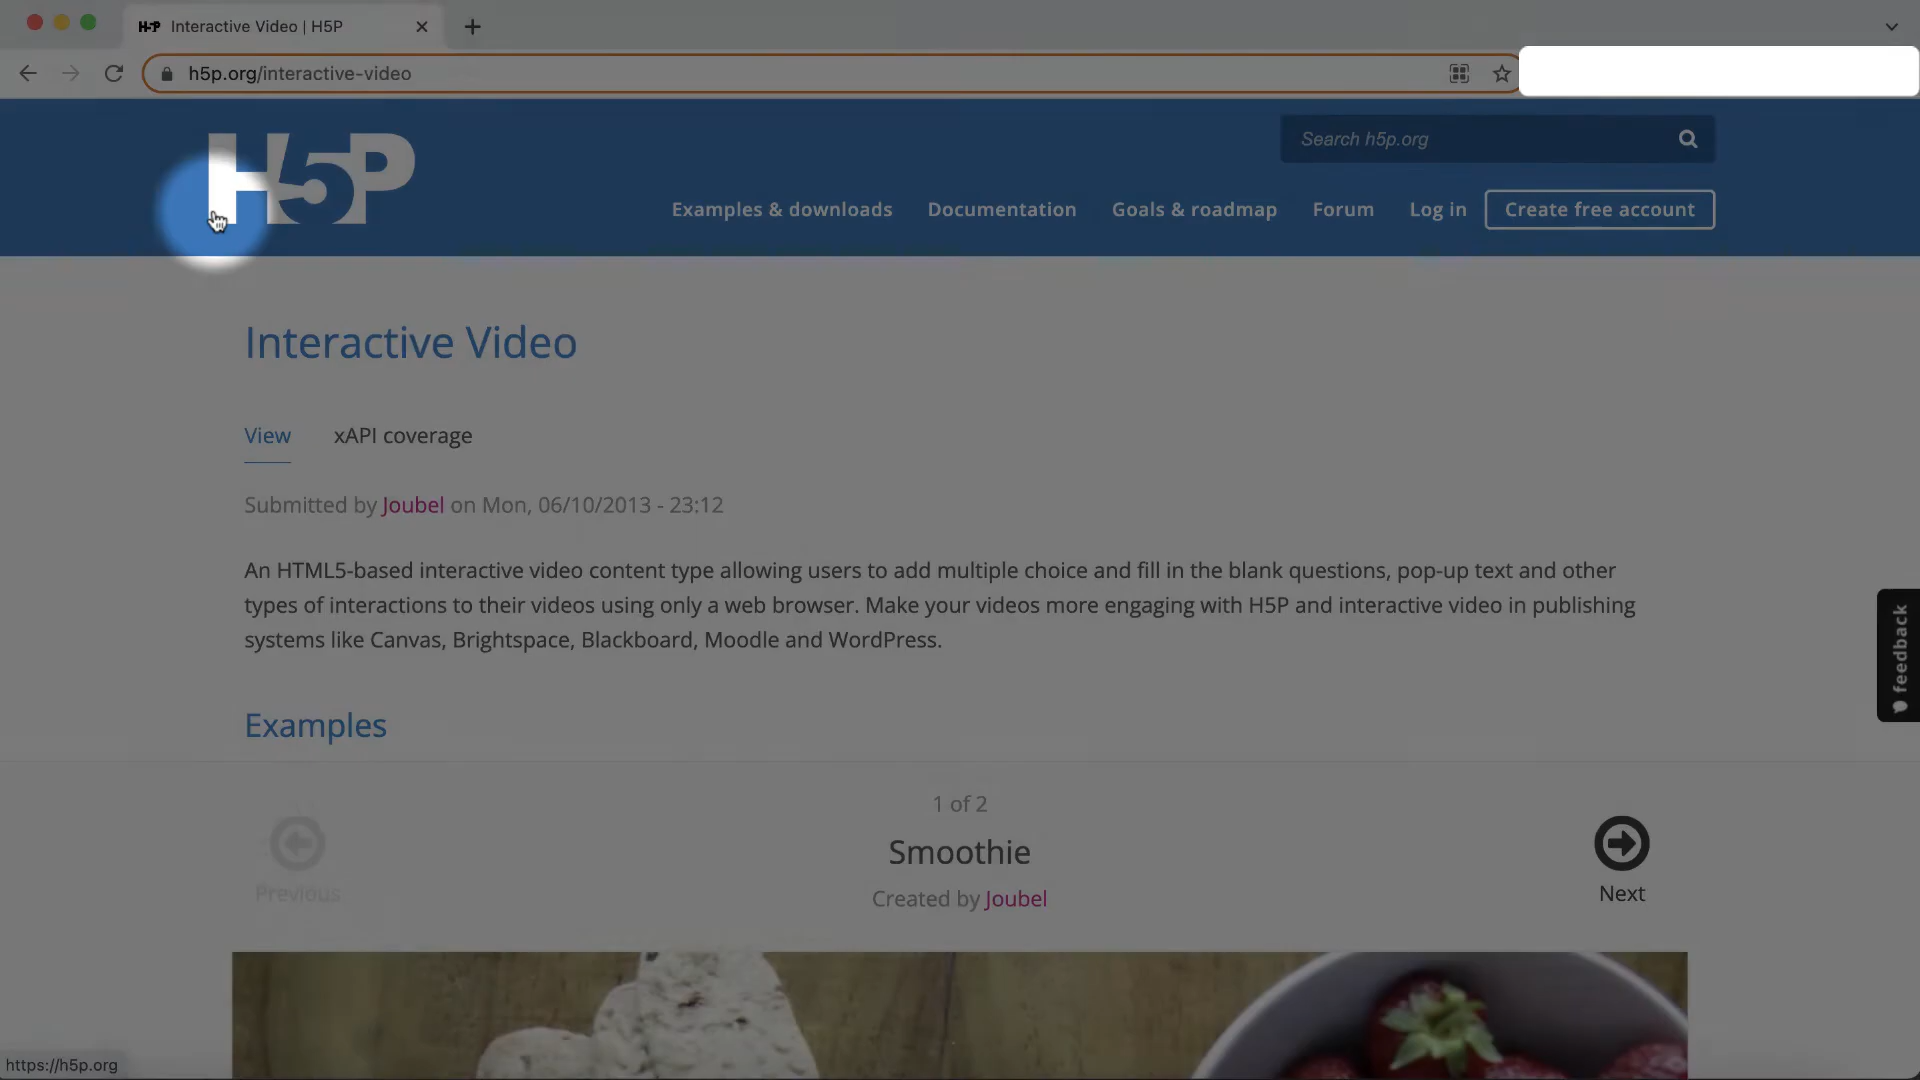 H5P Interactive Video | H5P
h5p.org/interactive-video
H5P
Search h5p.org
Examples & downloads Documentation Goals & roadmap Forum Log in Create free account
Interactive Video
View xAPI coverage
Submitted by Joubel on Mon, 06/10/2013 - 23:12
An HTML5-based interactive video content type allowing users to add multiple choice and fill in the blank questions, pop-up text and other
types of interactions to their videos using only a web browser. Make your videos more engaging with H5P and interactive video in publishing
systems like Canvas, Brightspace, Blackboard, Moodle and WordPress.
feedback
Examples
1 of 2
Smoothie
Created by Joubel
Previous
Next
https://h5p.org